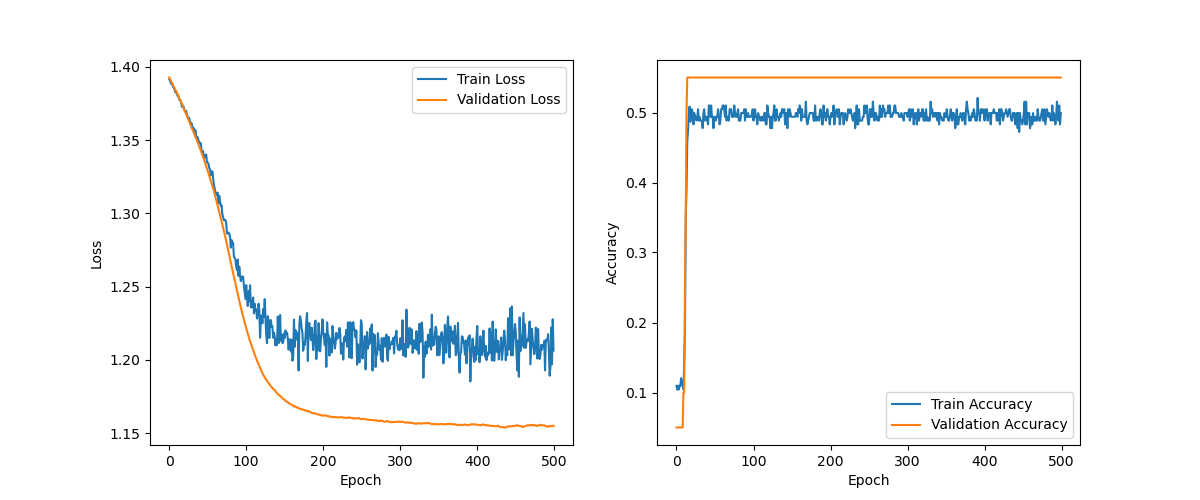 1.40
1.35
1.30
1.25
1.20
1.15
Loss
0
100
200
300
400
500
Epoch
Train Loss
Validation Loss
0.5
0.4
0.3
0.2
0.1
Accuracy
0
100
200
300
400
500
Epoch
Train Accuracy
Validation Accuracy